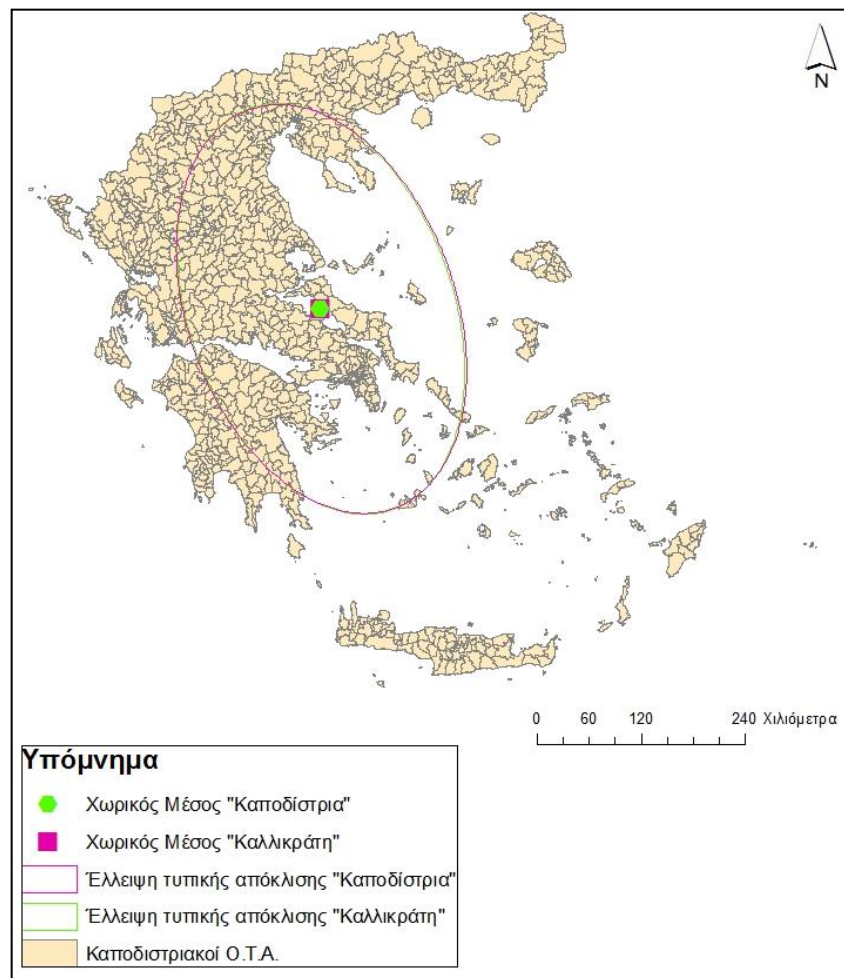 N
0 60 120 240 Χιλιόμετρα
Υπόμνημα
Χωρικός Μέσος "Καποδίστρια"
Χωρικός Μέσος "Καλλικράτη"
Έλλειψη τυπικής απόκλισης "Καποδίστρια"
Έλλειψη τυπικής απόκλισης "Καλλικράτη"
Καποδιστριακοί Ο.Τ.Α.